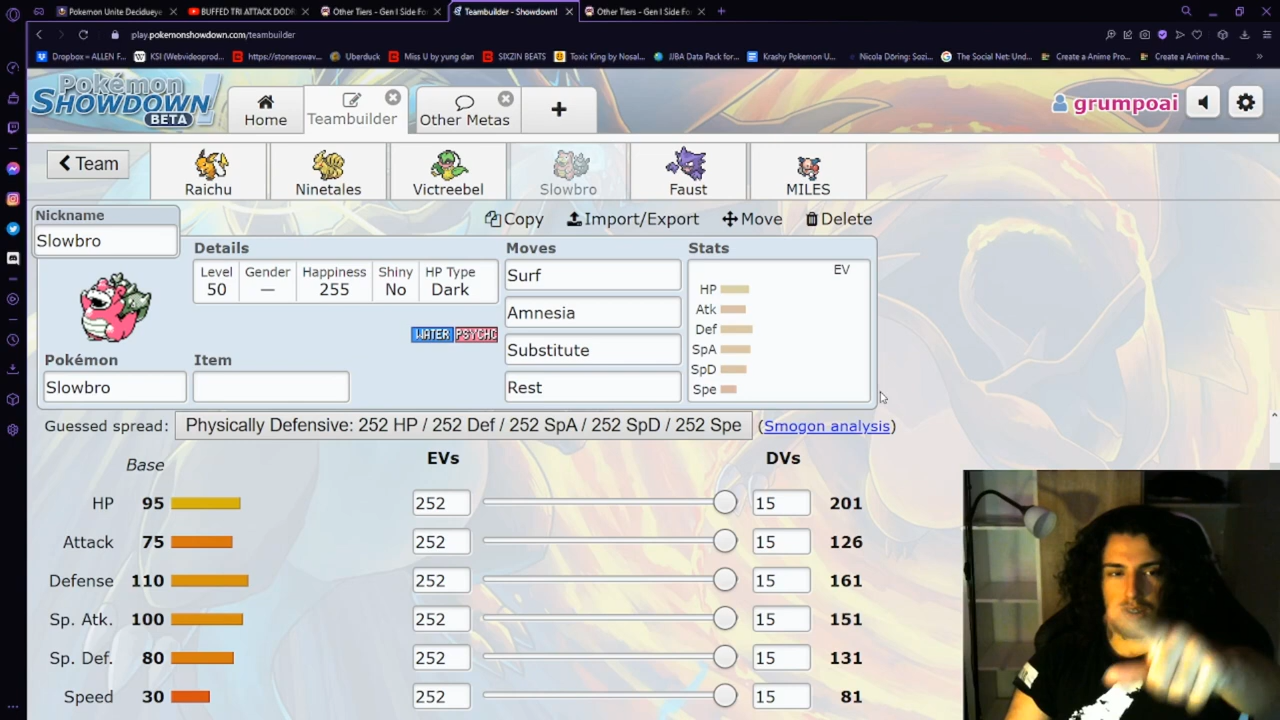 Pokemon Unite Decidueye
BUFFED TRI ATTACK DODR
Other Tiers - Gen I Side Fo
Teambuilder - Showdown!
Other Tiers - Gen I Side Fo
play.pokemonshowdown.com/teambuilder
Dropbox – ALLEN F...
KSI (Webvideoprod...
https://stonesowav...
Uberduck
Miss U by yung dan
SIXZIN BEATS
Toxic King by Nosal...
JJBA Data Pack for...
Krashy Pokemon U...
Nicola Döring: Sozi...
The Social Net: Und...
Create a Anime Pro...
Create a Anime cha...
Pokémon
SHOWDOWN
BETA
Home
Teambuilder
Other Metas
grumpoai
Team
Raichu
Ninetales
Victreebel
Slowbro
Faust
MILES
Copy
Import/Export
Move
Delete
Nickname
Slowbro
Details
Level Gender Happiness Shiny HP Type
50 — 255 No Dark
WATER PSYCHC
Pokémon
Slowbro
Item
Moves
Surf
Amnesia
Substitute
Rest
Stats
EV
HP
Atk
Def
SpA
SpD
Spe
Guessed spread: Physically Defensive: 252 HP / 252 Def / 252 SpA / 252 SpD / 252 Spe (Smogon analysis)
Base EVs DVs
HP 95 252 15 201
Attack 75 252 15 126
Defense 110 252 15 161
Sp. Atk. 100 252 15 151
Sp. Def. 80 252 15 131
Speed 30 252 15 81